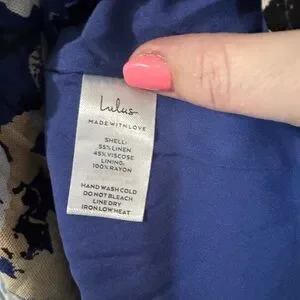 Lulus
MADE WITH LOVE
SHELL:
55% LINEN
45% VISCOSE
LINING:
100% RAYON
HAND WASH COLD
DO NOT BLEACH
LINE DRY
IRON LOW HEAT